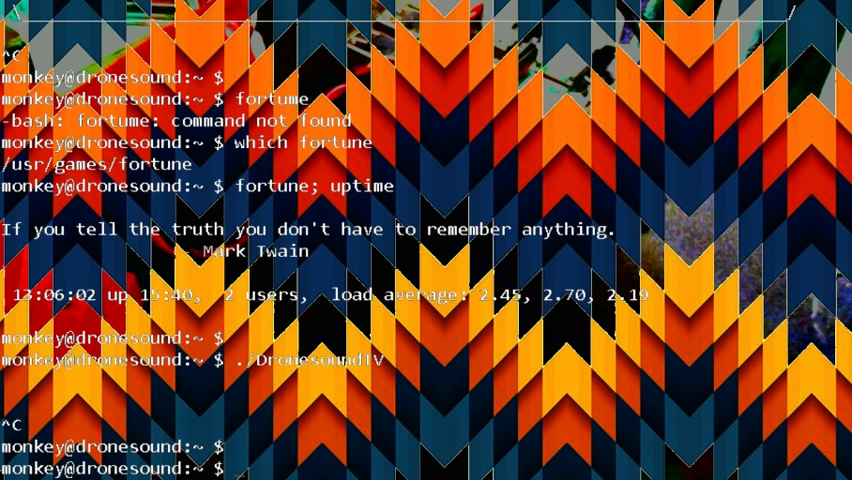 \ /
^C
monkey@dronesound:~ $
monkey@dronesound:~ $ fortume
-bash: fortume: command not found
monkey@dronesound:~ $ which fortune
/usr/games/fortune
monkey@dronesound:~ $ fortune; uptime
If you tell the truth you don't have to remember anything.
-- Mark Twain
13:06:02 up 15:40, 2 users, load average: 2.45, 2.70, 2.19
monkey@dronesound:~ $
monkey@dronesound:~ $ ./DronesoundTV
^C
monkey@dronesound:~ $
monkey@dronesound:~ $